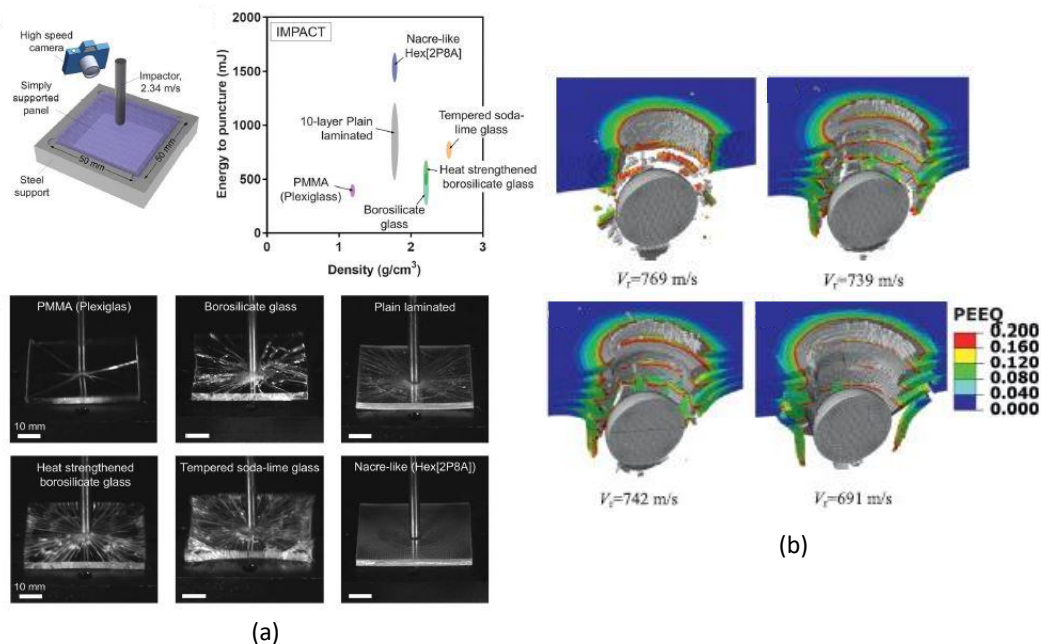 High speed
camera
Impactor,
2.34 m/s
Simply
supported
panel
50 mm
50 mm
Steel
support
2000
1500
1000
500
0
0
1
2
3
Energy to puncture (mJ)
Density (g/cm³)
IMPACT
Nacre-like
Hex[2P8A]
10-layer Plain
laminated
Tempered soda-
lime glass
PMMA
(Plexiglass)
Heat strengthened
borosilicate glass
Borosilicate
glass
PMMA (Plexiglas)
10 mm
Borosilicate glass
Plain laminated
Heat strengthened
borosilicate glass
10 mm
Tempered soda-lime glass
Nacre-like (Hex[2P8A])
(a)
Vr=769 m/s
Vr=739 m/s
Vr=742 m/s
Vr=691 m/s
PEEQ
0.200
0.160
0.120
0.080
0.040
0.000
(b)